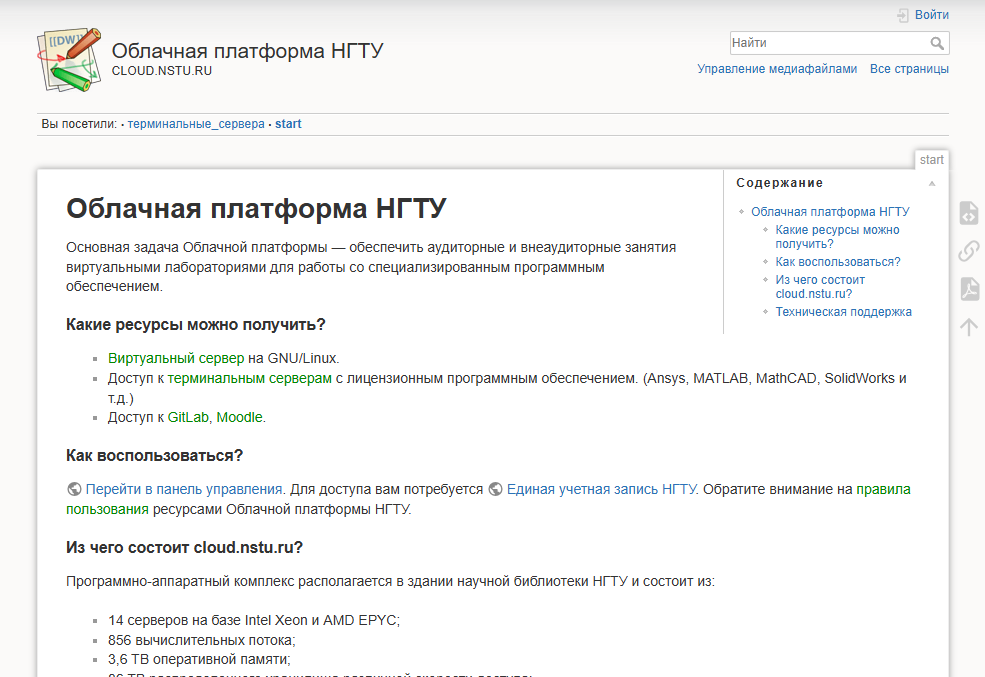 Войти
[[DW]]
Облачная платформа НГТУ
CLOUD.NSTU.RU
Найти
Управление медиафайлами Все страницы
Вы посетили: • терминальные_сервера • start
start
Содержание
Облачная платформа НГТУ
Какие ресурсы можно
получить?
Как воспользоваться?
Из чего состоит
cloud.nstu.ru?
Техническая поддержка
Облачная платформа НГТУ
Основная задача Облачной платформы — обеспечить аудиторные и внеаудиторные занятия
виртуальными лабораториями для работы со специализированным программным
обеспечением.
Какие ресурсы можно получить?
Виртуальный сервер на GNU/Linux.
Доступ к терминальным серверам с лицензионным программным обеспечением. (Ansys, MATLAB, MathCAD, SolidWorks и
т.д.)
Доступ к GitLab, Moodle.
Как воспользоваться?
Перейти в панель управления. Для доступа вам потребуется Единая учетная запись НГТУ. Обратите внимание на правила
пользования ресурсами Облачной платформы НГТУ.
Из чего состоит cloud.nstu.ru?
Программно-аппаратный комплекс располагается в здании научной библиотеки НГТУ и состоит из:
14 серверов на базе Intel Xeon и AMD EPYC;
856 вычислительных потока;
3,6 TB оперативной памяти;